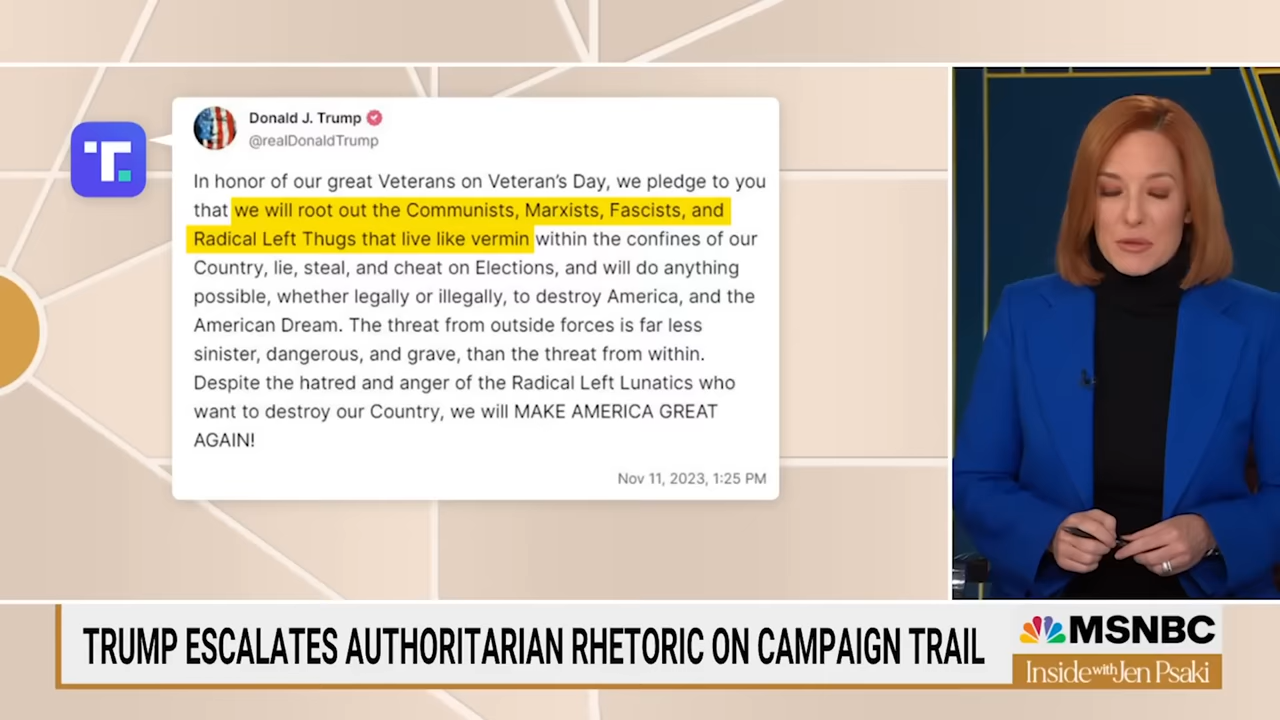 Donald J. Trump
@realDonaldTrump
In honor of our great Veterans on Veteran's Day, we pledge to you
that we will root out the Communists, Marxists, Fascists, and
Radical Left Thugs that live like vermin within the confines of our
Country, lie, steal, and cheat on Elections, and will do anything
possible, whether legally or illegally, to destroy America, and the
American Dream. The threat from outside forces is far less
sinister, dangerous, and grave, than the threat from within.
Despite the hatred and anger of the Radical Left Lunatics who
want to destroy our Country, we will MAKE AMERICA GREAT
AGAIN!
Nov 11, 2023, 1:25 PM
TRUMP ESCALATES AUTHORITARIAN RHETORIC ON CAMPAIGN TRAIL
MSNBC
Inside with Jen Psaki